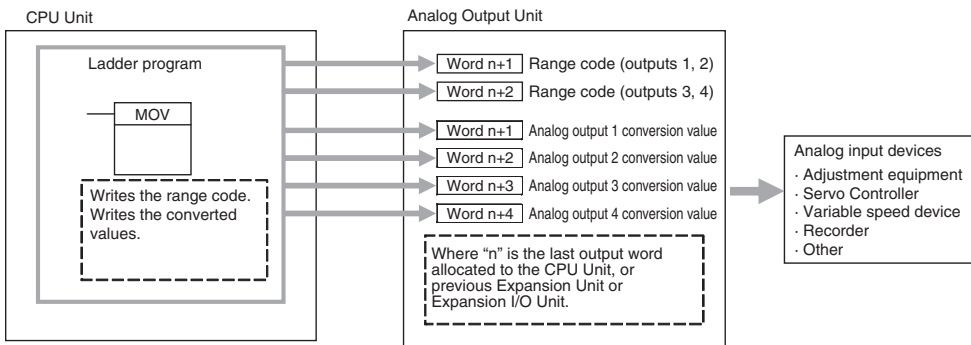 CPU Unit
Analog Output Unit
Ladder program
MOV
Writes the range code.
Writes the converted
values.
Word n+1 Range code (outputs 1, 2)
Word n+2 Range code (outputs 3, 4)
Word n+1 Analog output 1 conversion value
Word n+2 Analog output 2 conversion value
Word n+3 Analog output 3 conversion value
Word n+4 Analog output 4 conversion value
Where “n” is the last output word
allocated to the CPU Unit, or
previous Expansion Unit or
Expansion I/O Unit.
Analog input devices
· Adjustment equipment
· Servo Controller
· Variable speed device
· Recorder
· Other